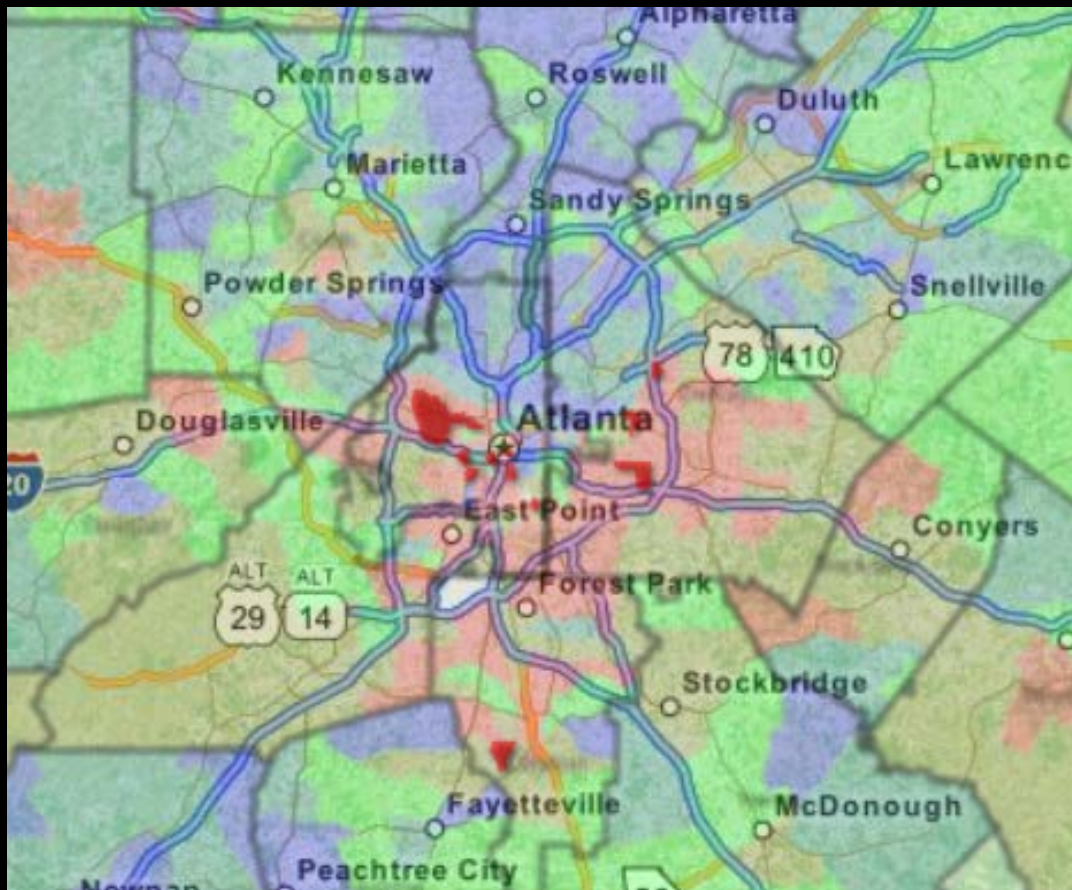 Alpharetta
Kennesaw
Roswell
Duluth
Marietta
Lawrenc
Sandy Springs
Powder Springs
Snellville
78
410
Atlanta
Douglasville
20
East Point
Conyers
ALT
ALT
29
14
Forest Park
Stockbridge
Fayetteville
McDonough
Peachtree City
Newnan